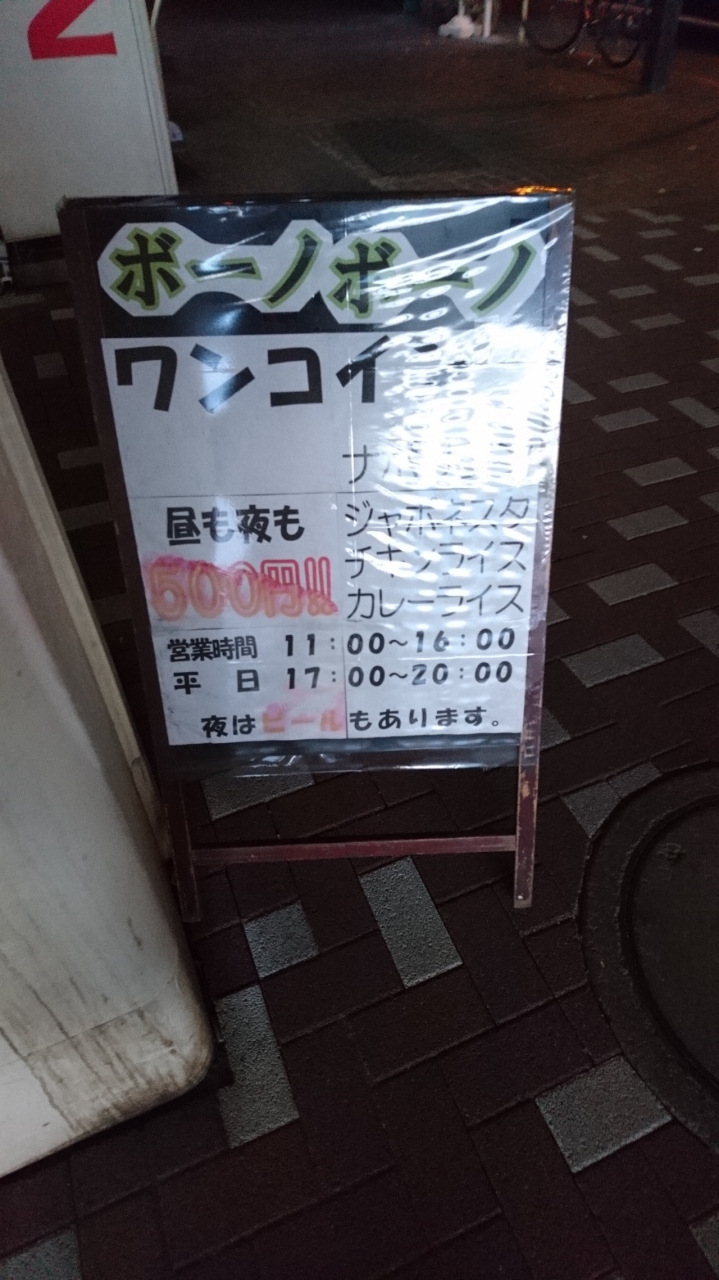 2
ボーノボーノ
ワンコイン
昼も夜も
500円!!
ジャポネスタ
チキンライス
カレーライス
営業時間 11:00~16:00
平 日 17:00~20:00
夜はビールもあります。